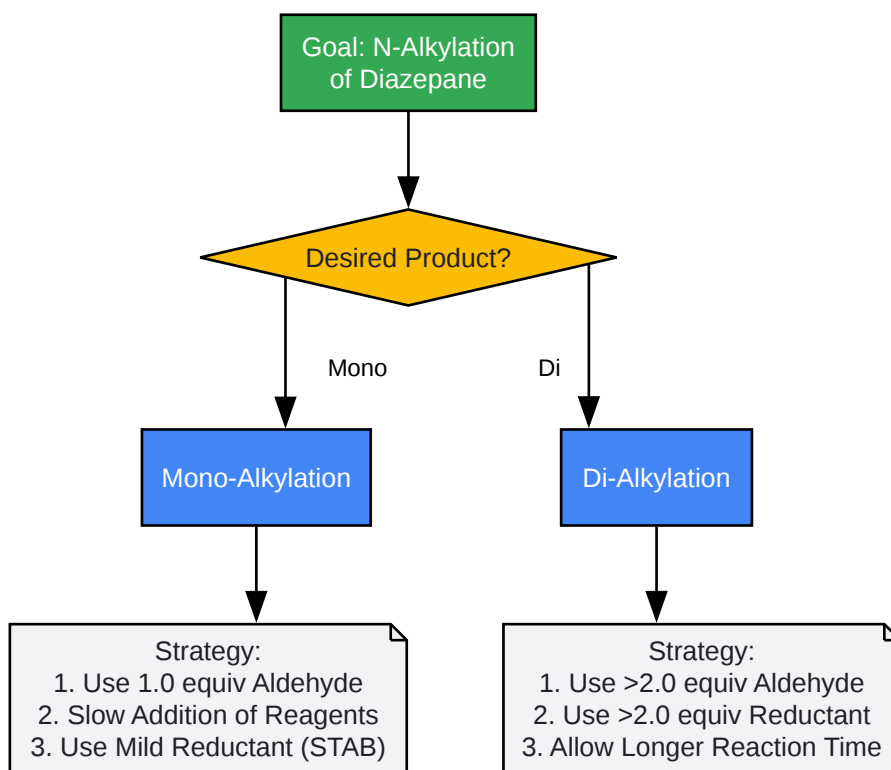 Goal: N-Alkylation
of Diazepane
Desired Product?
Mono
Di
Mono-Alkylation
Di-Alkylation
Strategy:
1. Use 1.0 equiv Aldehyde
2. Slow Addition of Reagents
3. Use Mild Reductant (STAB)
Strategy:
1. Use >2.0 equiv Aldehyde
2. Use >2.0 equiv Reductant
3. Allow Longer Reaction Time